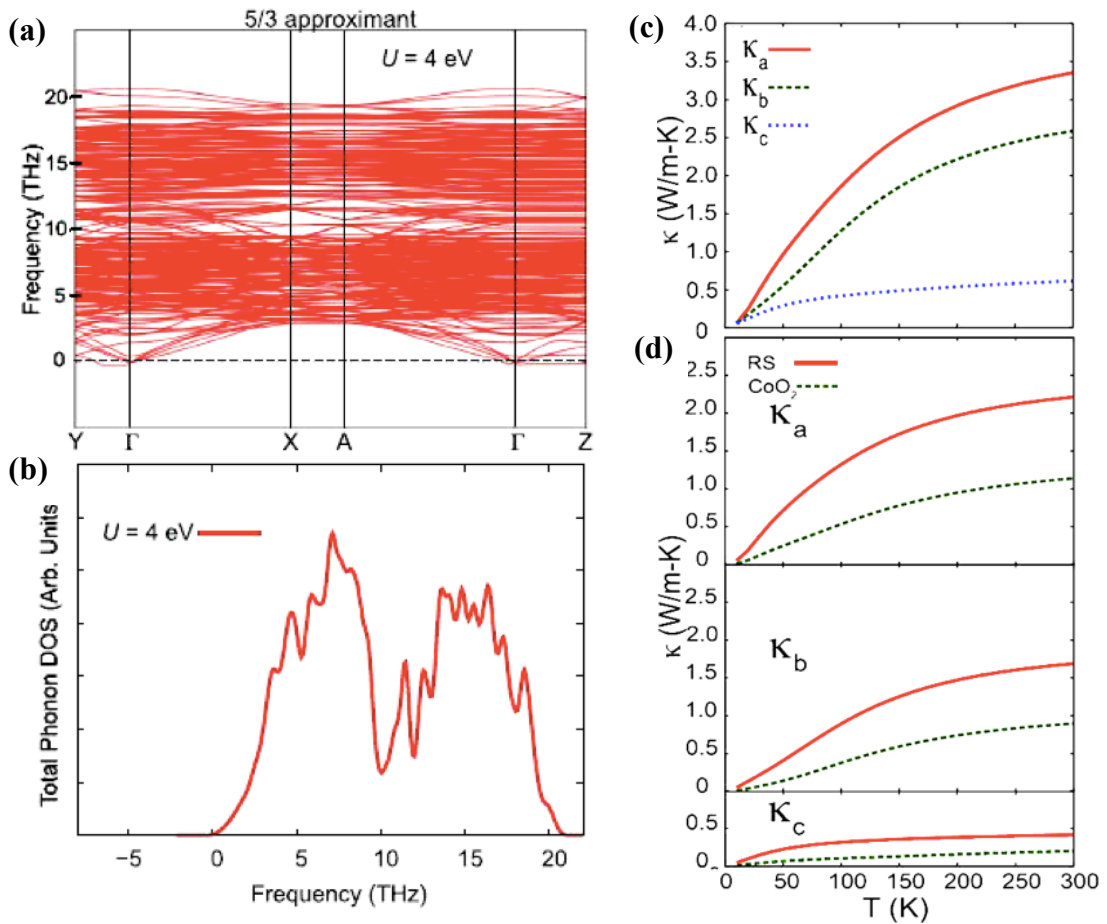 (a)
5/3 approximant
U = 4 eV
Frequency (THz)
20
15
10
5
0
Y Γ X A Γ Z
(b)
U = 4 eV
Total Phonon DOS (Arb. Units
−5 0 5 10 15 20
Frequency (THz)
(c)
κa
κb
κc
κ (W/m-K)
4.0
3.5
3.0
2.5
2.0
1.5
1.0
0.5
0
(d)
RS
CoO2
κa
2.5
2.0
1.5
1.0
0.5
0
κ (W/m-K)
κb
2.0
1.5
1.0
0.5
0
κc
0.5
0
0 50 100 150 200 250 300
T (K)